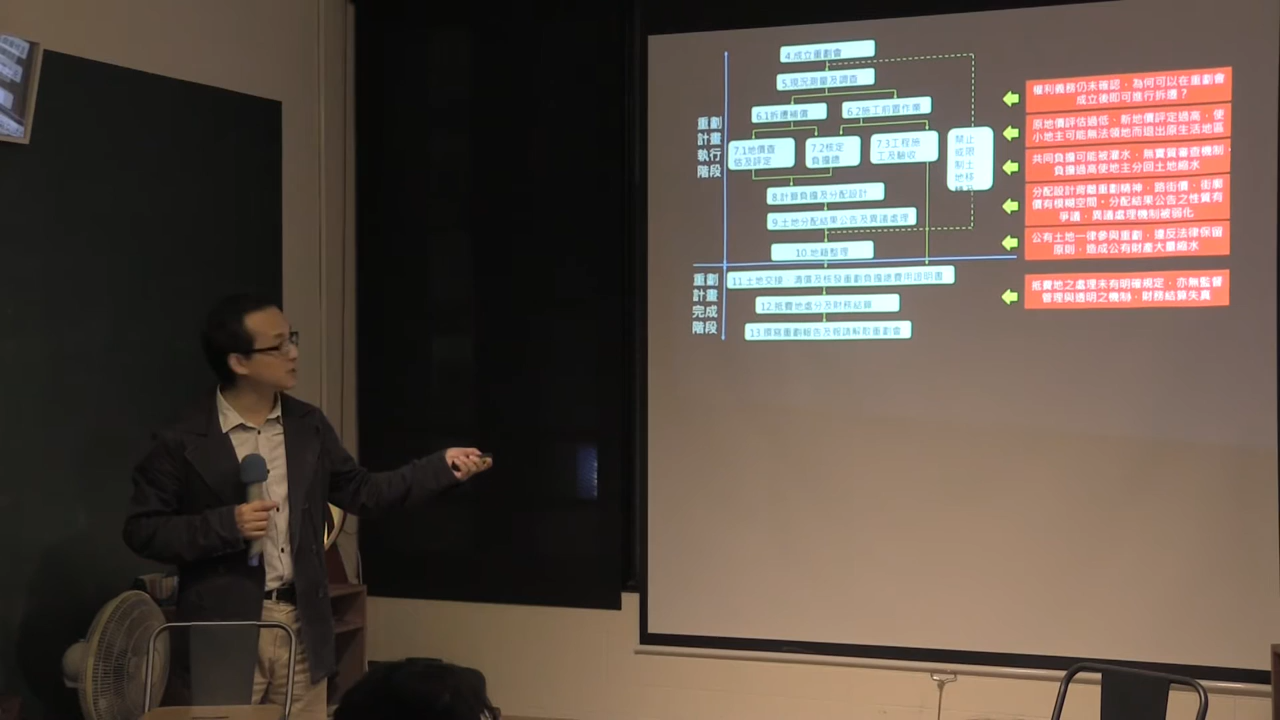 4.成立重劃會
5.現況測量及調查
6.1拆遷補償
6.2施工前置作業
重劃
計畫
執行
階段
7.1地價查
估及評定
7.2核定
負擔總
7.3工程施
工及驗收
禁止
或限
制土
地移
轉及
8.計算負擔及分配設計
9.土地分配結果公告及異議處理
10.地籍整理
重劃
計畫
完成
階段
11.土地交接、清償及核發重劃負擔總費用證明書
12.抵費地處分及財務結算
13.撰寫重劃報告及報請解散重劃會
權利義務仍未確認，為何可以在重劃會
成立後即可進行拆遷？
原地價評估過低、新地價評定過高，使
小地主可能無法領地而退出原生活地區
共同負擔可能被灌水，無實質審查機制，
負擔過高使地主分回土地縮水
分配設計背離重劃精神，路街價、街廓
價有模糊空間。分配結果公告之性質有
爭議，異議處理機制被弱化
公有土地一律參與重劃，違反法律保留
原則，造成公有財產大量縮水
抵費地之處理未有明確規定，亦無監督
管理與透明之機制，財務結算失真